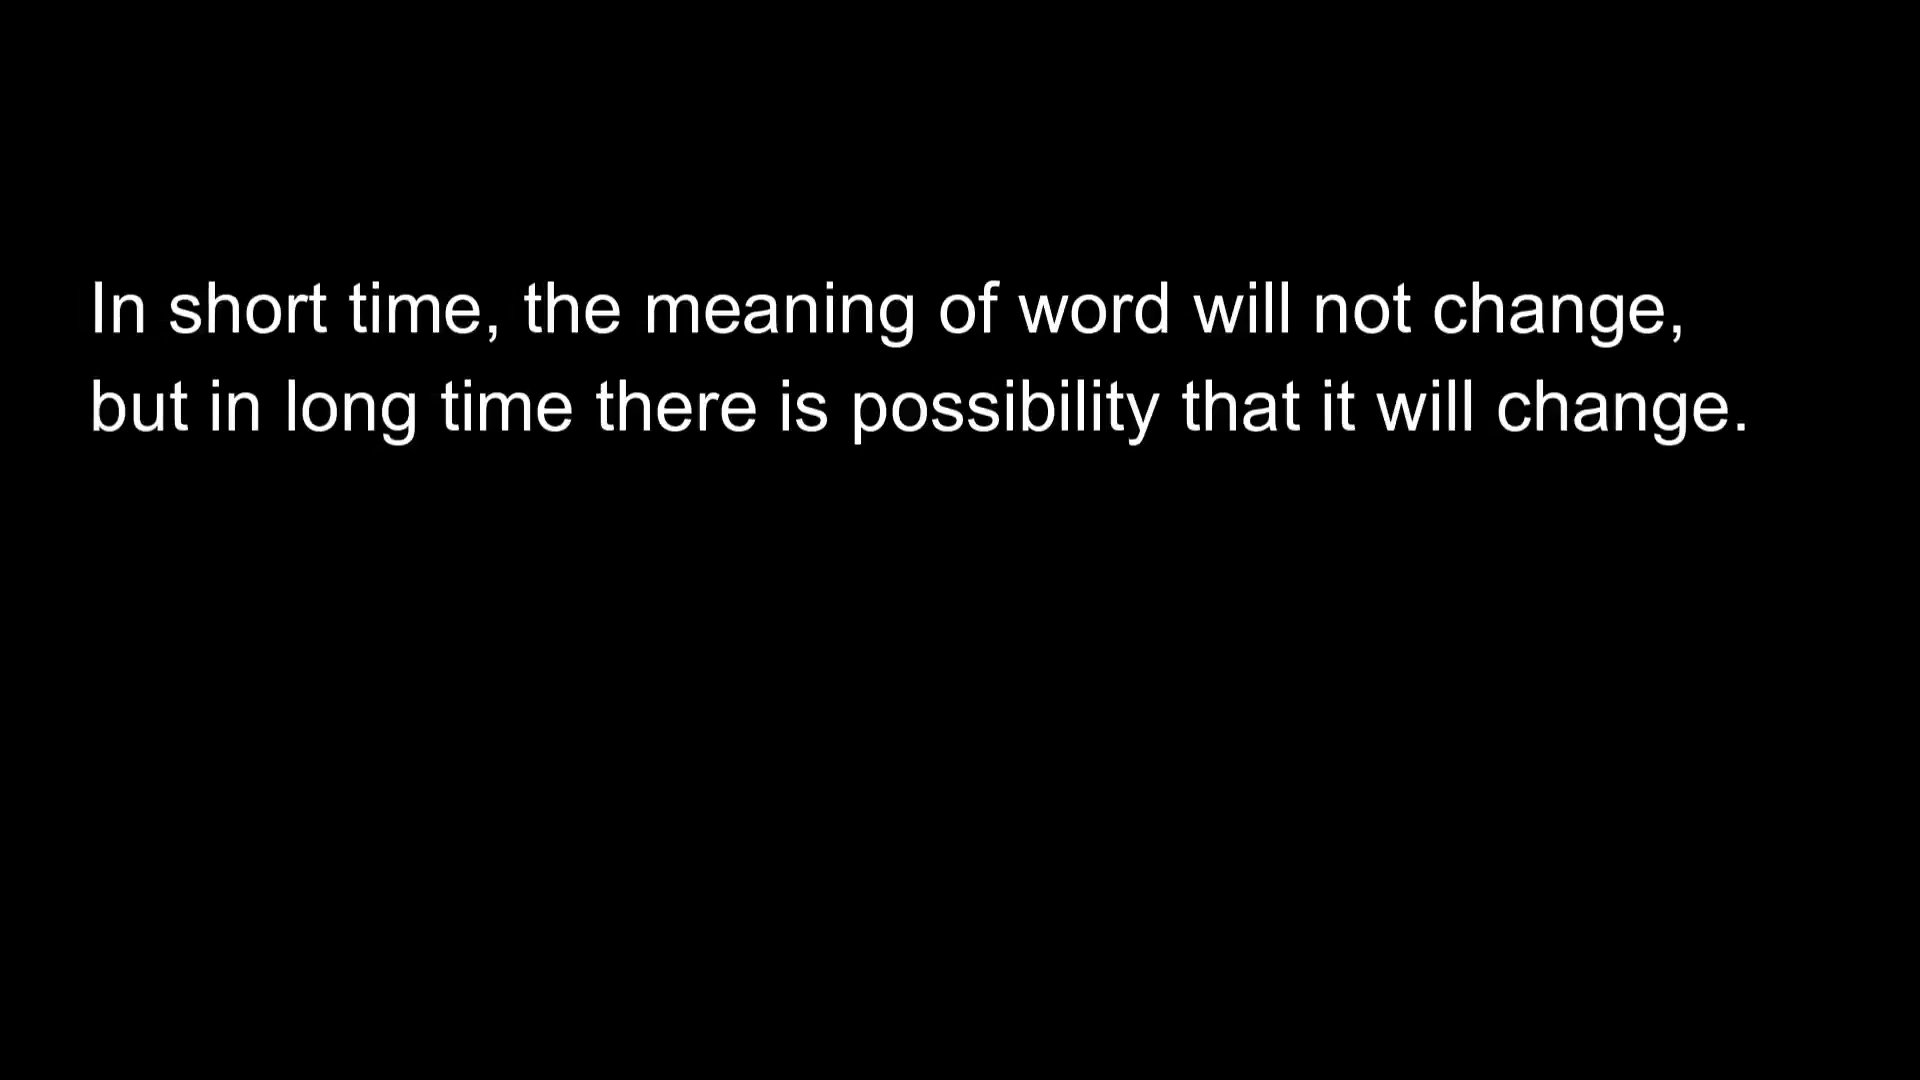 In short time, the meaning of word will not change,
but in long time there is possibility that it will change.